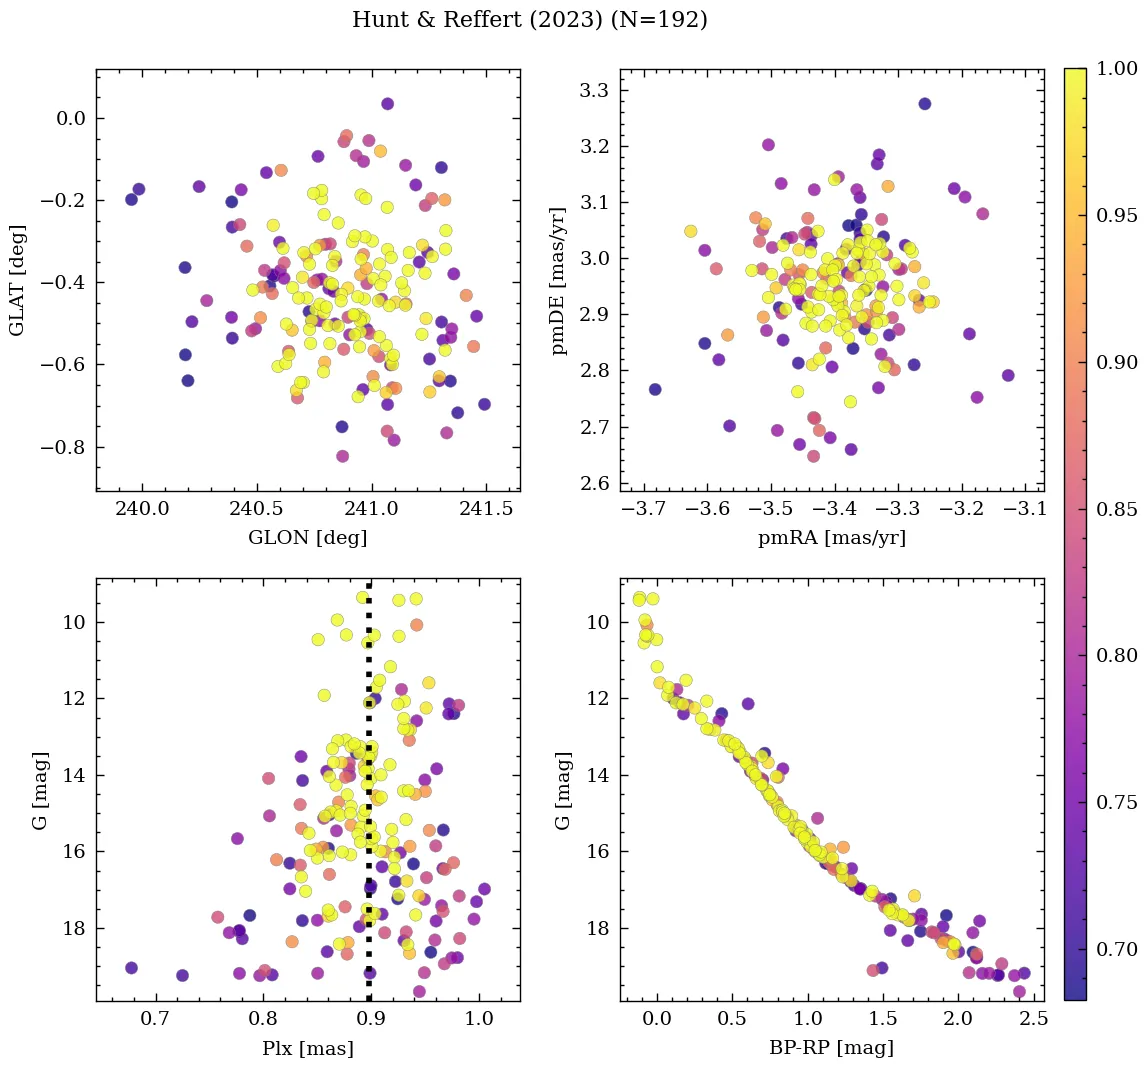 Hunt & Reffert (2023) (N=192)
0.0
−0.2
−0.4
−0.6
−0.8
GLAT [deg]
240.0 240.5 241.0 241.5
GLON [deg]
3.3
3.2
3.1
3.0
2.9
2.8
2.7
2.6
pmDE [mas/yr]
−3.7 −3.6 −3.5 −3.4 −3.3 −3.2 −3.1
pmRA [mas/yr]
10
12
14
16
18
G [mag]
0.7 0.8 0.9 1.0
Plx [mas]
10
12
14
16
18
G [mag]
0.0 0.5 1.0 1.5 2.0 2.5
BP-RP [mag]
1.00
0.95
0.90
0.85
0.80
0.75
0.70